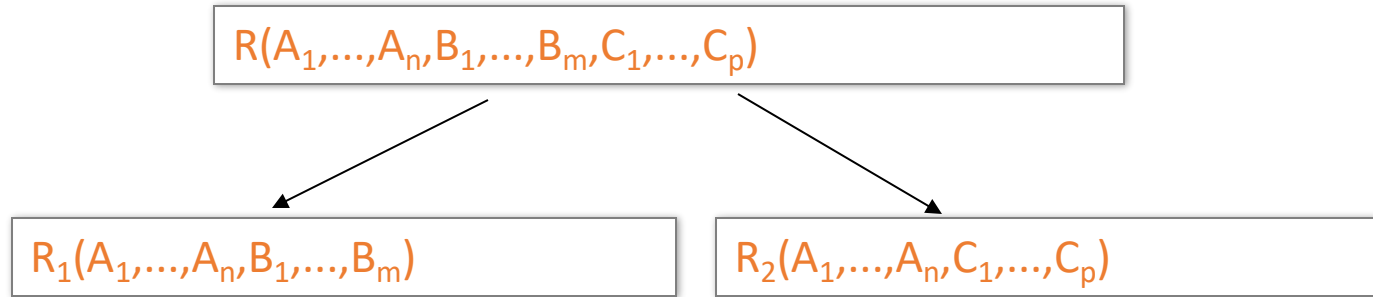 R(A₁,...,Aₙ,B₁,...,Bₘ,C₁,...,Cₚ)
R₁(A₁,...,Aₙ,B₁,...,Bₘ)
R₂(A₁,...,Aₙ,C₁,...,Cₚ)